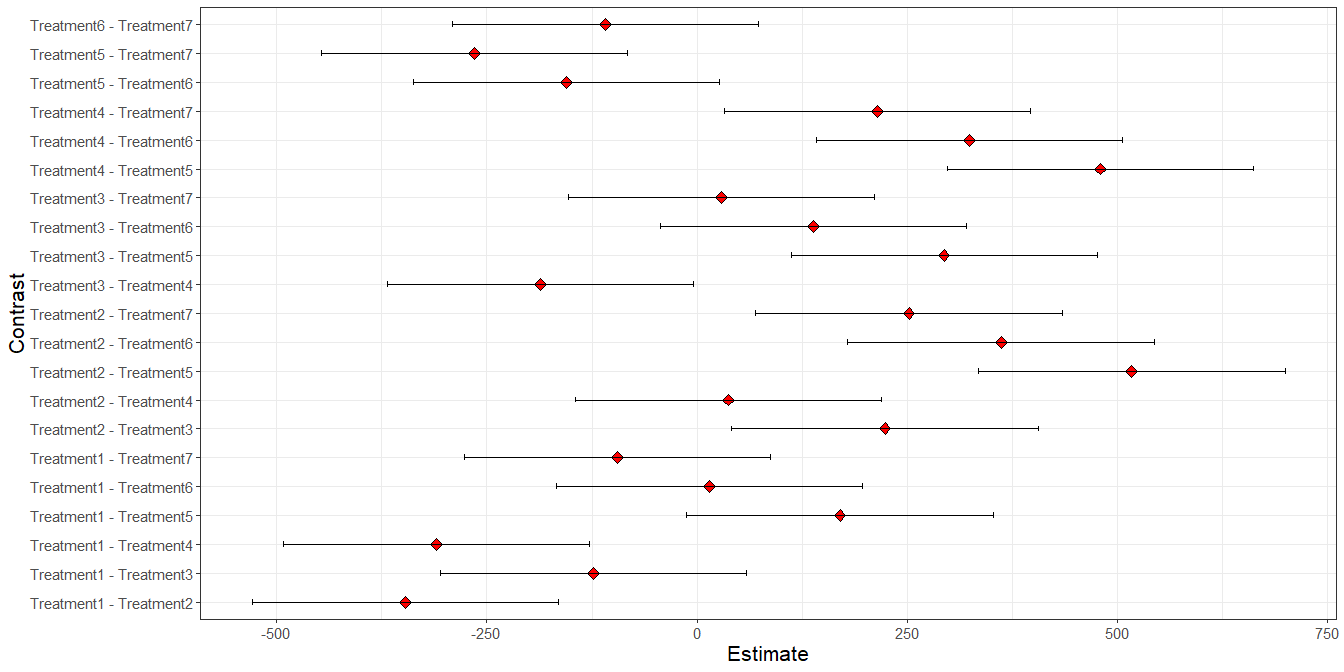 Contrast
Treatment6 - Treatment7
Treatment5 - Treatment7
Treatment5 - Treatment6
Treatment4 - Treatment7
Treatment4 - Treatment6
Treatment4 - Treatment5
Treatment3 - Treatment7
Treatment3 - Treatment6
Treatment3 - Treatment5
Treatment3 - Treatment4
Treatment2 - Treatment7
Treatment2 - Treatment6
Treatment2 - Treatment5
Treatment2 - Treatment4
Treatment2 - Treatment3
Treatment1 - Treatment7
Treatment1 - Treatment6
Treatment1 - Treatment5
Treatment1 - Treatment4
Treatment1 - Treatment3
Treatment1 - Treatment2
-500 -250 0 250 500 750
Estimate